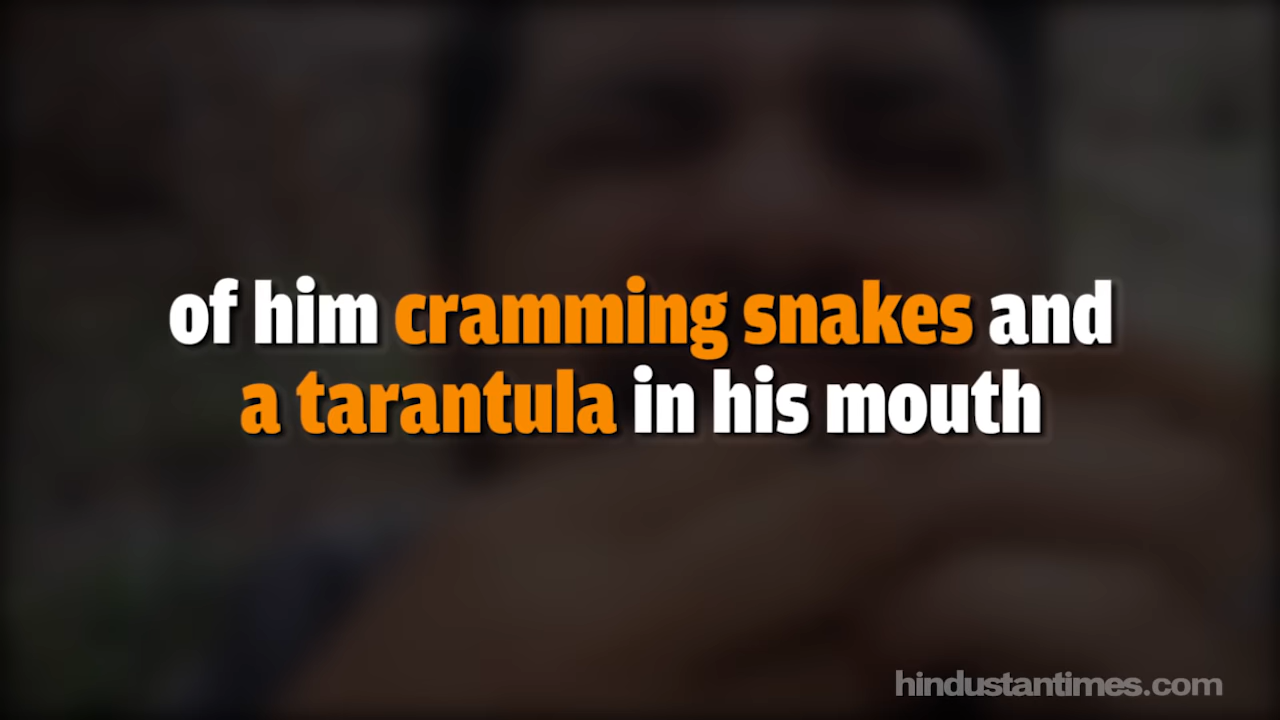 of him cramming snakes and
a tarantula in his mouth
hindustantimes.com